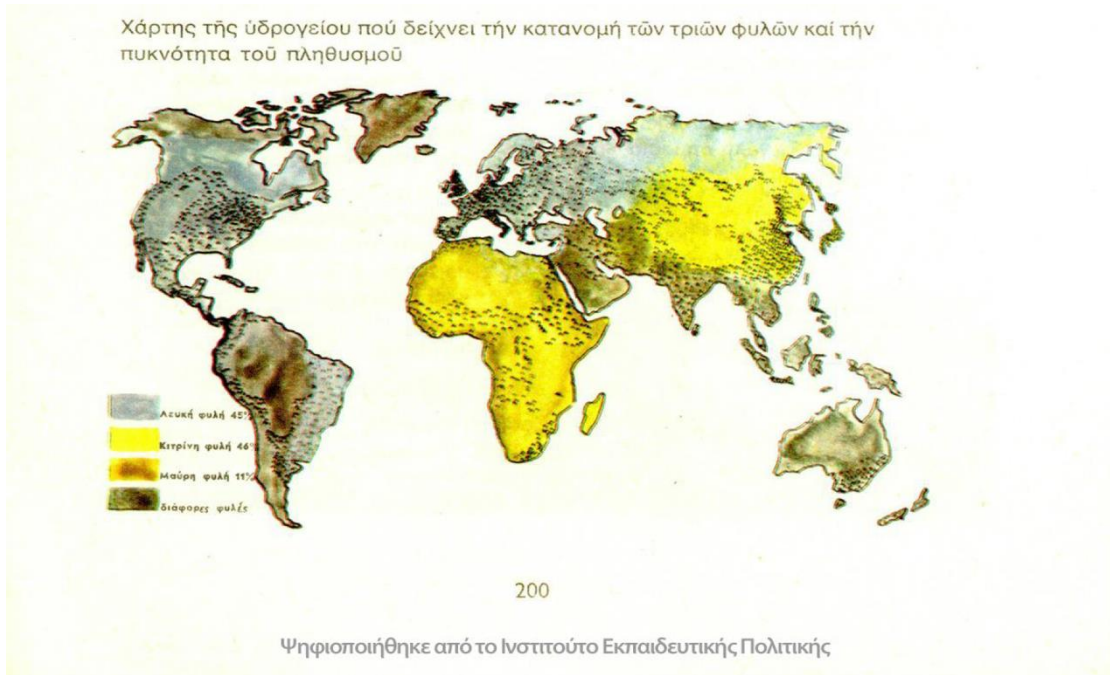 Χάρτης τῆς ὑδρογείου πού δείχνει τήν κατανομή τῶν τριῶν φυλῶν καί τήν
πυκνότητα τοῦ πληθυσμοῦ
Λευκή φυλή 45%
Κιτρίνη φυλή 46
Μαύρη φυλή 11%
διάφορες φυλές
200
Ψηφιοποιήθηκε από το Ινστιτούτο Εκπαιδευτικής Πολιτικής